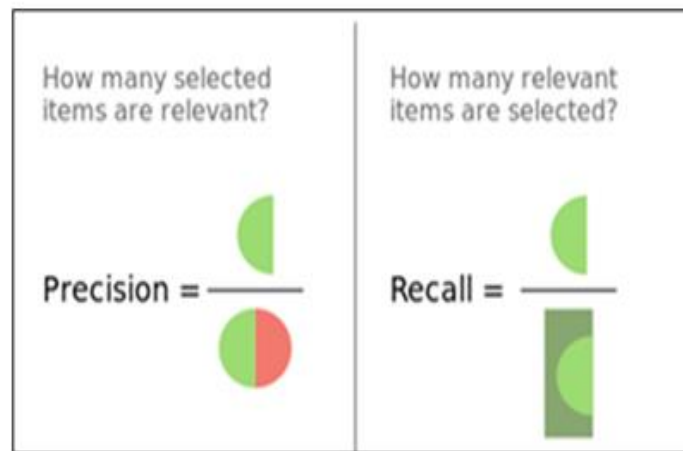 How many selected
items are relevant?
Precision =
How many relevant
items are selected?
Recall =